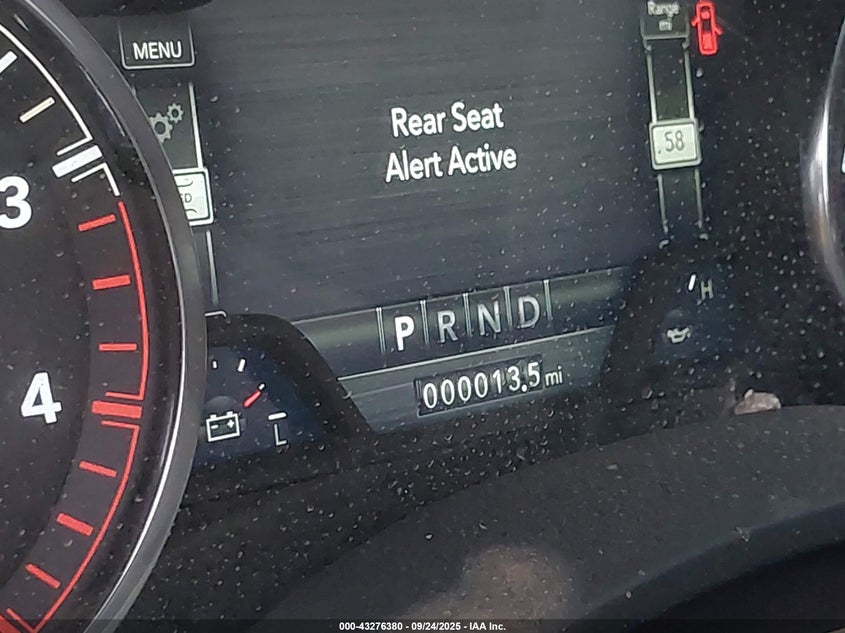 MENU
Range
mi
Rear Seat
Alert Active
58
3
P R N D
H
000013.5 mi
4
L
000-43276380 - 09/24/2025 - IAA Inc.